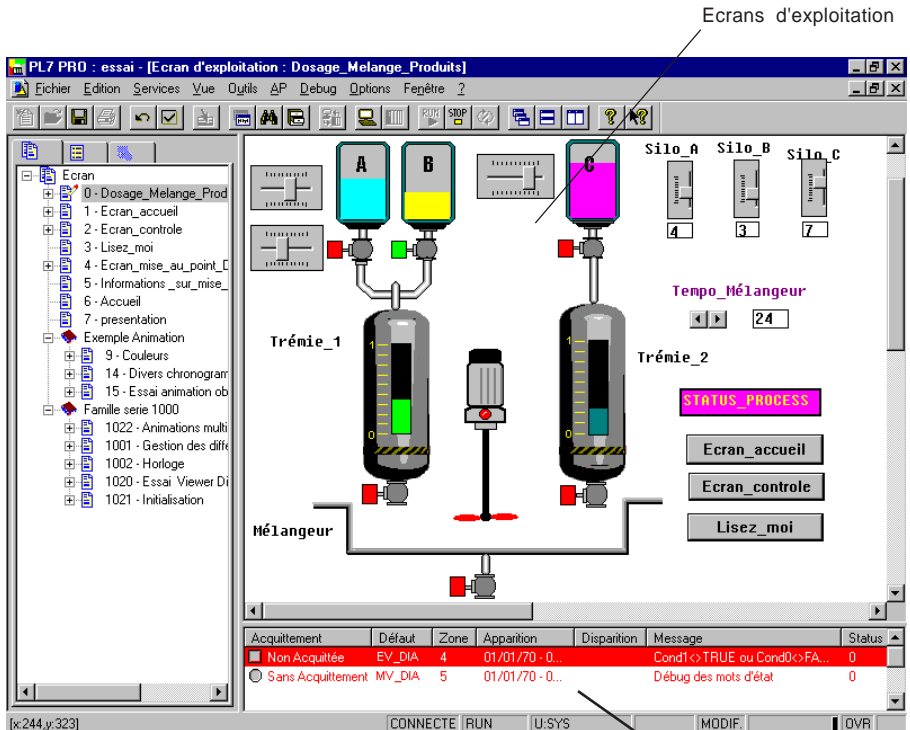 Ecrans d'exploitation
PL7 PRO : essai - [Ecran d'exploitation : Dosage_Melange_Produits]
Fichier Edition Services Vue Outils AP Debug Options Fenêtre ?
RUN STOP
Ecran
0 - Dosage_Melange_Prod
1 - Ecran_accueil
2 - Ecran_controle
3 - Lisez_moi
4 - Ecran_mise_au_point_D
5 - Informations _sur_mise_
6 - Accueil
7 - presentation
Exemple Animation
9 - Couleurs
14 - Divers chronogram
15 - Essai animation ob
Famille serie 1000
1022 - Animations multi
1001 - Gestion des diffe
1002 - Horloge
1020 - Essai Viewer Di
1021 - Initialisation
A B C
Silo_A Silo_B Silo_C
4 3 7
Tempo_Mélangeur
24
Trémie_1
1
0
Trémie_2
1
0
STATUS_PROCESS
Ecran_accueil
Ecran_controle
Lisez_moi
Mélangeur
Acquittement Défaut Zone Apparition Disparition Message Status
Non Acquittée EV_DIA 4 01/01/70 - 0... Cond1<>TRUE ou Cond0<>FA... 0
Sans Acquittement MV_DIA 5 01/01/70 - 0... Débug des mots d'état 0
[x:244,y:323] CONNECTE RUN U:SYS MODIF. OVR